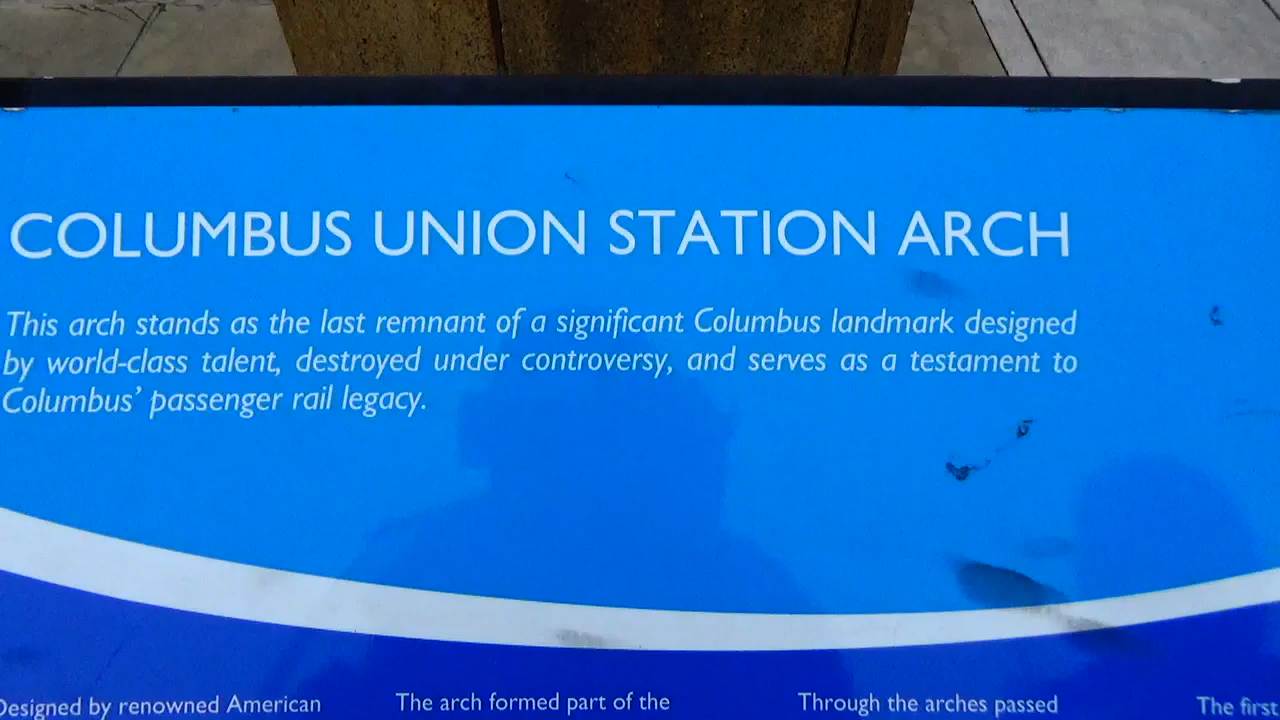 COLUMBUS UNION STATION ARCH
This arch stands as the last remnant of a significant Columbus landmark designed
by world-class talent, destroyed under controversy, and serves as a testament to
Columbus' passenger rail legacy.
Designed by renowned American
The arch formed part of the
Through the arches passed
The first